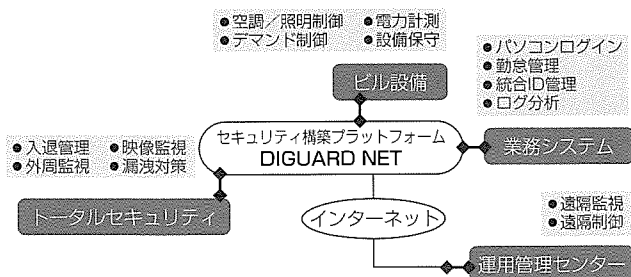 ●空調／照明制御 ●電力計測
●デマンド制御 ●設備保守
●パソコンログイン
●勤怠管理
●統合ID管理
●ログ分析
ビル設備
●入退管理 ●映像監視
●外周監視 ●漏洩対策
セキュリティ構築プラットフォーム
DIGUARD NET
業務システム
トータルセキュリティ
インターネット
●遠隔監視
●遠隔制御
運用管理センター